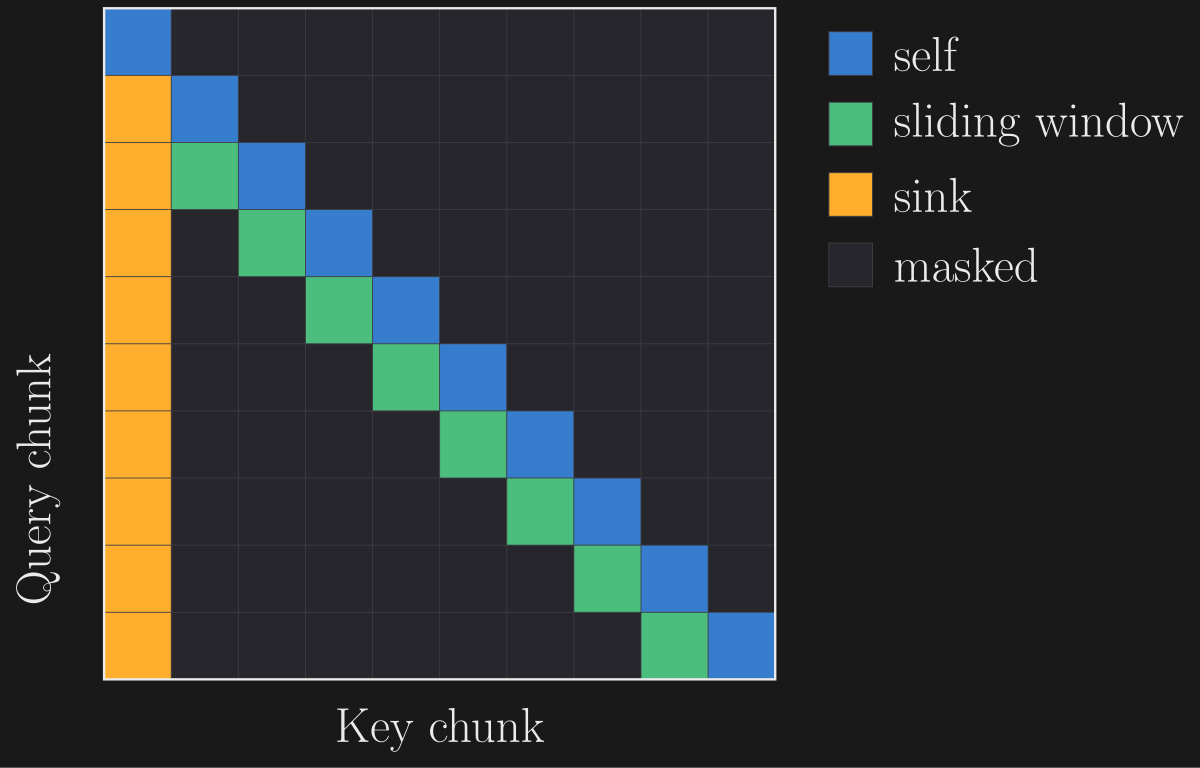 self
sliding window
sink
masked
Query chunk
Key chunk